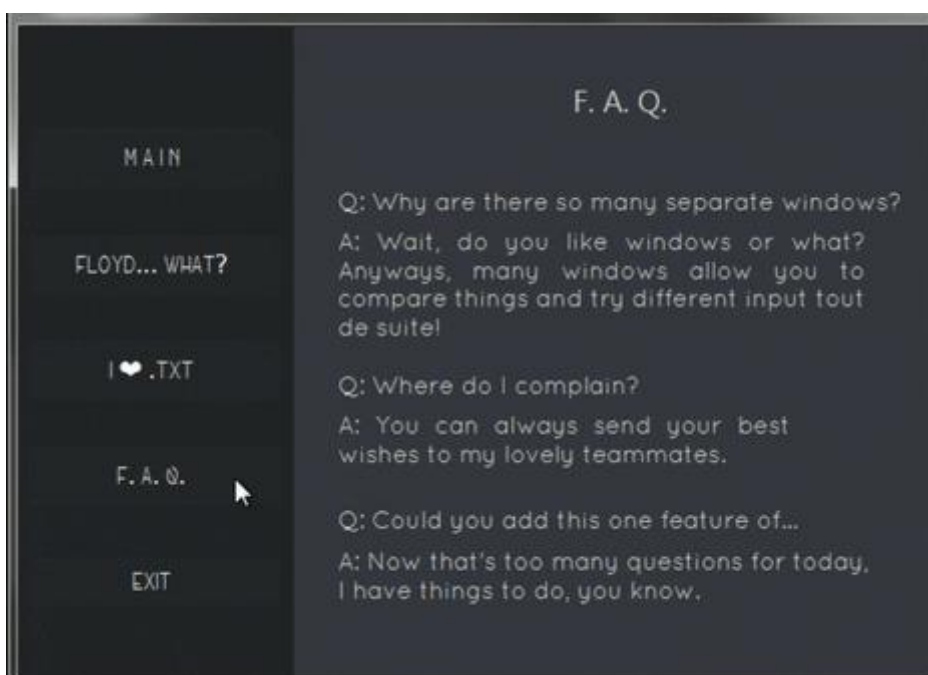 MAIN
FLOYD... WHAT?
I ❤ .TXT
F. A. Q.
EXIT
F. A. Q.
Q: Why are there so many separate windows?
A: Wait, do you like windows or what?
Anyways, many windows allow you to
compare things and try different input tout
de suite!
Q: Where do I complain?
A: You can always send your best
wishes to my lovely teammates.
Q: Could you add this one feature of...
A: Now that's too many questions for today,
I have things to do, you know.